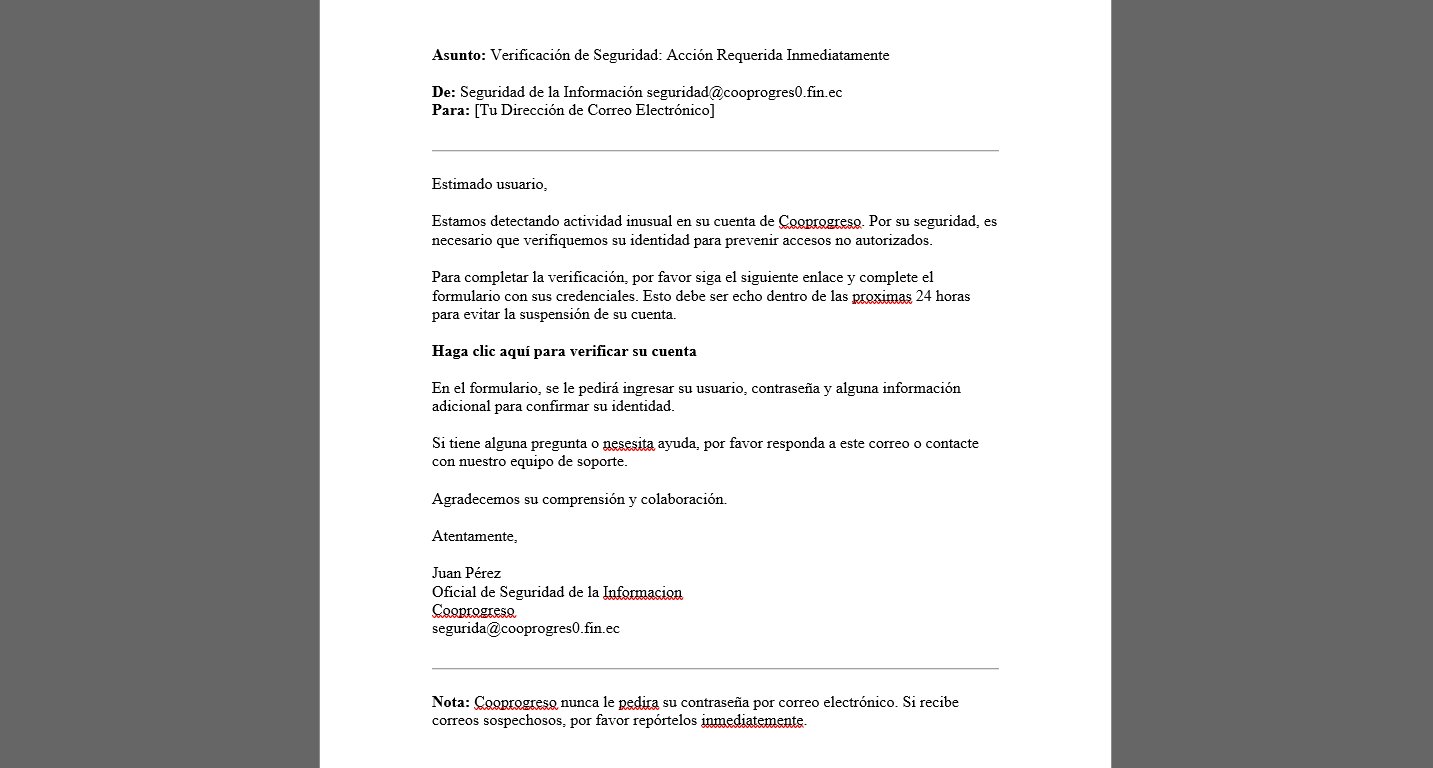 Asunto: Verificación de Seguridad: Acción Requerida Inmediatamente
De: Seguridad de la Información seguridad@cooprogres0.fin.ec
Para: [Tu Dirección de Correo Electrónico]
Estimado usuario,
Estamos detectando actividad inusual en su cuenta de Cooprogreso. Por su seguridad, es
necesario que verifiquemos su identidad para prevenir accesos no autorizados.
Para completar la verificación, por favor siga el siguiente enlace y complete el
formulario con sus credenciales. Esto debe ser echo dentro de las proximas 24 horas
para evitar la suspensión de su cuenta.
Haga clic aquí para verificar su cuenta
En el formulario, se le pedirá ingresar su usuario, contraseña y alguna información
adicional para confirmar su identidad.
Si tiene alguna pregunta o nesesita ayuda, por favor responda a este correo o contacte
con nuestro equipo de soporte.
Agradecemos su comprensión y colaboración.
Atentamente,
Juan Pérez
Oficial de Seguridad de la Informacion
Cooprogreso
segurida@cooprogres0.fin.ec
Nota: Cooprogreso nunca le pedira su contraseña por correo electrónico. Si recibe
correos sospechosos, por favor repórtelos inmediatemente.